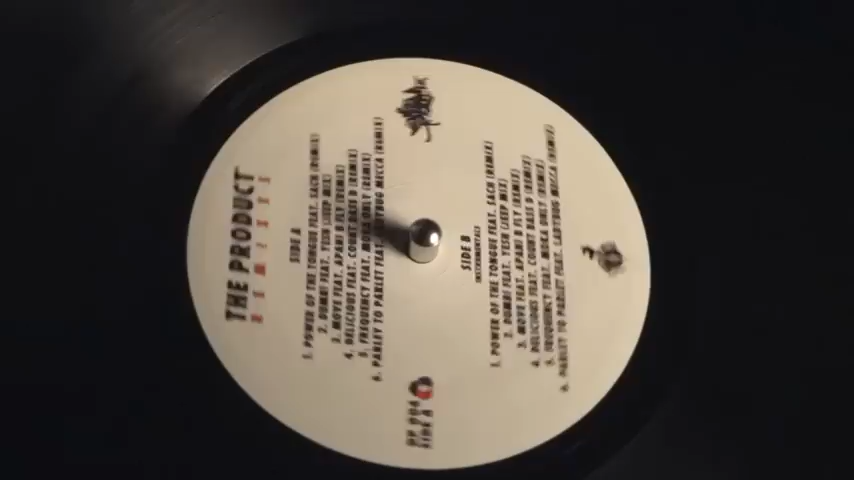 THE PRODUCT
REMIXES
SIDE A
1. POWER OF THE TONGUE FEAT. SACH (REMIX)
2. DUMB! FEAT. YESH (JEEP MIX)
3. MOVE FEAT. APANI B FLY (REMIX)
4. DELICIOUS FEAT. COUNT BASS D (REMIX)
5. FREQUENCY FEAT. MOKA ONLY (REMIX)
6. PARLEY TO PARLET FEAT. LADYBUG MECCA (REMIX)
SIDE B
INSTRUMENTALS
1. POWER OF THE TONGUE FEAT. SACH (REMIX)
2. DUMB! FEAT. YESH (JEEP MIX)
3. MOVE FEAT. APANI B FLY (REMIX)
4. DELICIOUS FEAT. COUNT BASS D (REMIX)
5. FREQUENCY FEAT. MOKA ONLY (REMIX)
6. PARLEY TO PARLET FEAT. LADYBUG MECCA (REMIX)
SIDE A